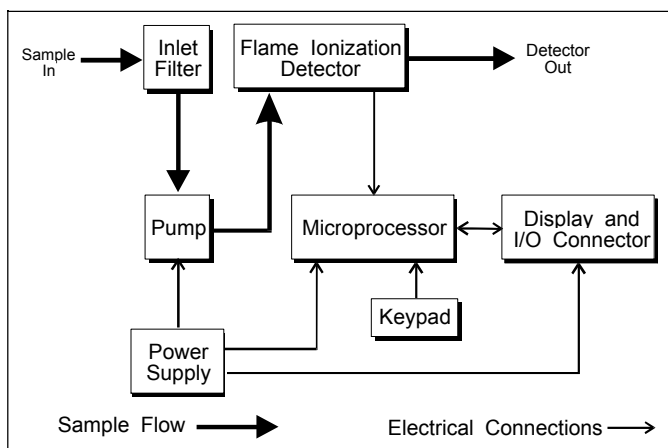 Sample
In
Inlet
Filter
Flame Ionization
Detector
Detector
Out
Pump
Microprocessor
Display and
I/O Connector
Keypad
Power
Supply
Sample Flow
Electrical Connections